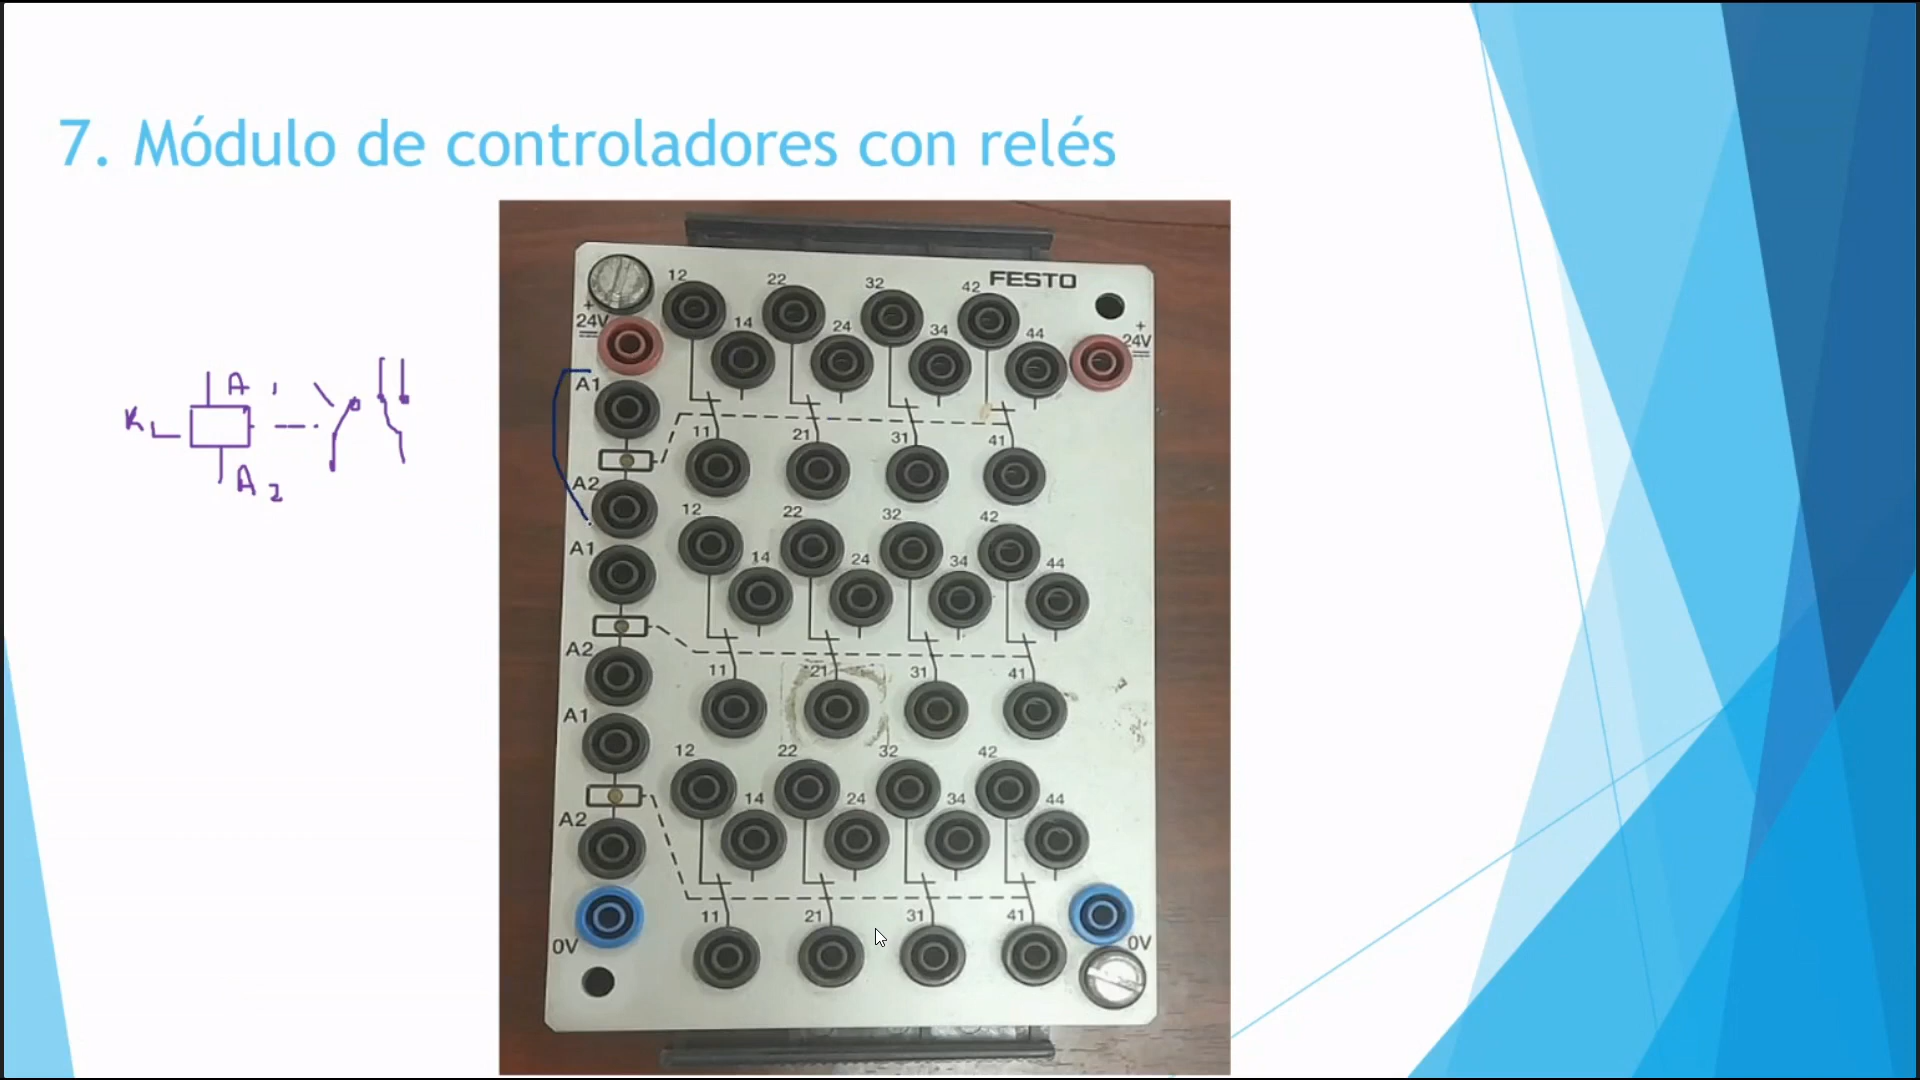 7. Módulo de controladores con relés
FESTO
12 22 32 42
+ 24V
14 24 34 44
+ 24V
A1
11 21 31 41
A2
12 22 32 42
A1
14 24 34 44
A2
11 21 31 41
A1
12 22 32 42
14 24 34 44
A2
11 21 31 41
0V
0V
K1
A1
A2